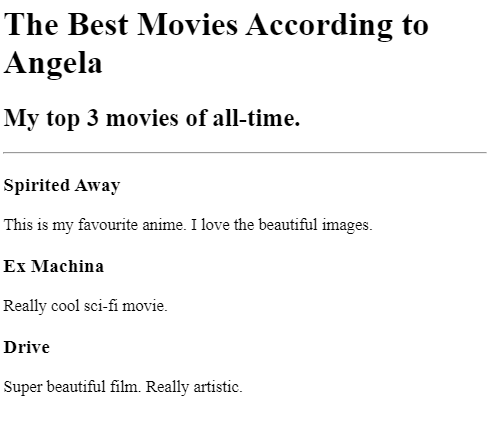 The Best Movies According to
Angela
My top 3 movies of all-time.
Spirited Away
This is my favourite anime. I love the beautiful images.
Ex Machina
Really cool sci-fi movie.
Drive
Super beautiful film. Really artistic.